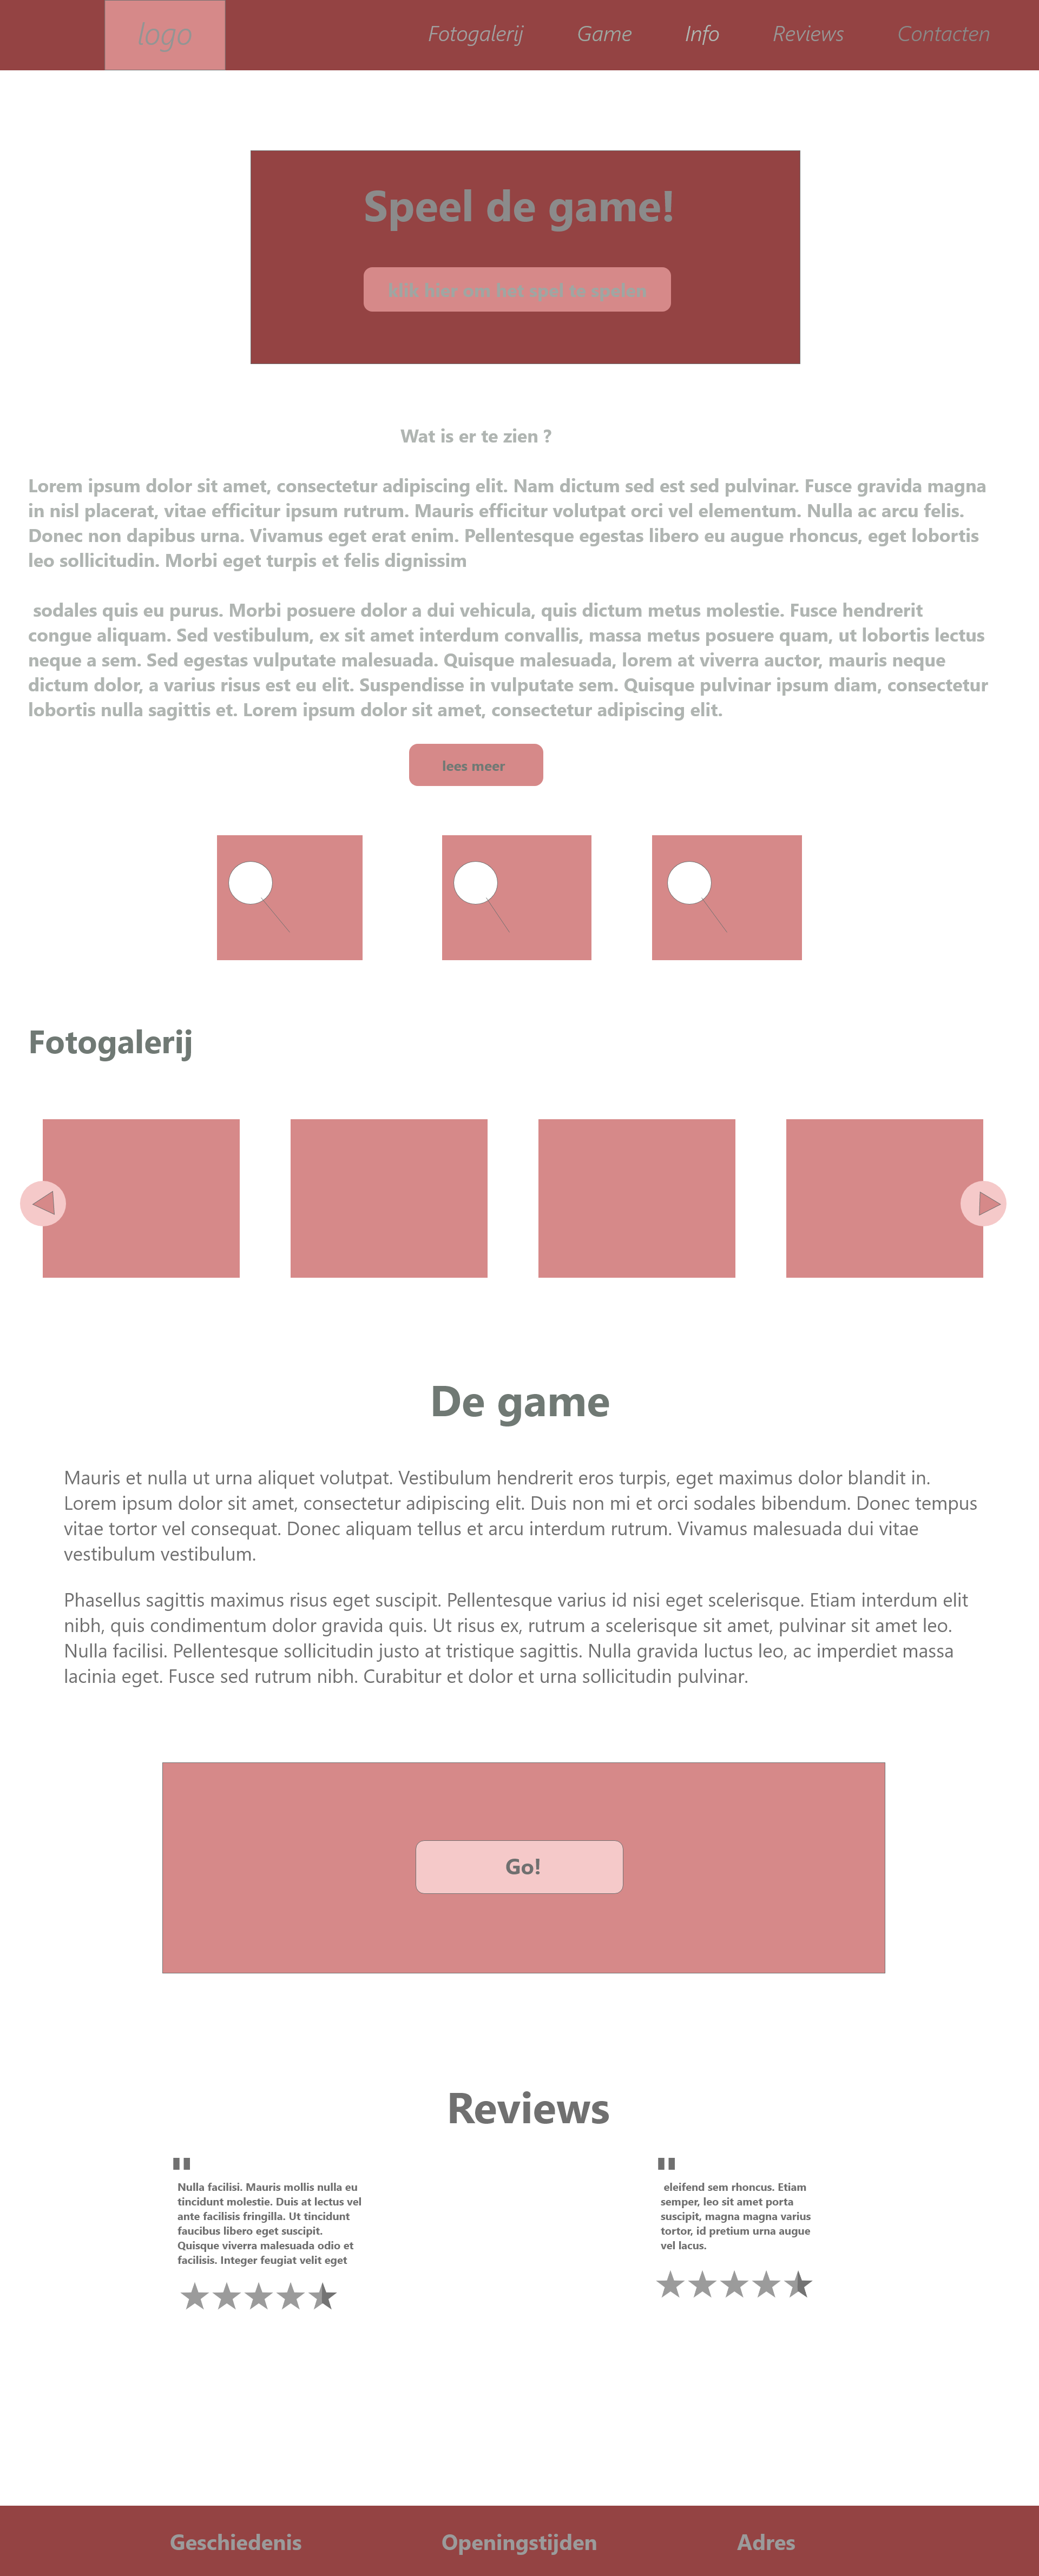 logo
Fotogalerij Game Info Reviews Contacten
Speel de game!
klik hier om het spel te spelen
Wat is er te zien ?
Lorem ipsum dolor sit amet, consectetur adipiscing elit. Nam dictum sed est sed pulvinar. Fusce gravida magna
in nisl placerat, vitae efficitur ipsum rutrum. Mauris efficitur volutpat orci vel elementum. Nulla ac arcu felis.
Donec non dapibus urna. Vivamus eget erat enim. Pellentesque egestas libero eu augue rhoncus, eget lobortis
leo sollicitudin. Morbi eget turpis et felis dignissim
sodales quis eu purus. Morbi posuere dolor a dui vehicula, quis dictum metus molestie. Fusce hendrerit
congue aliquam. Sed vestibulum, ex sit amet interdum convallis, massa metus posuere quam, ut lobortis lectus
neque a sem. Sed egestas vulputate malesuada. Quisque malesuada, lorem at viverra auctor, mauris neque
dictum dolor, a varius risus est eu elit. Suspendisse in vulputate sem. Quisque pulvinar ipsum diam, consectetur
lobortis nulla sagittis et. Lorem ipsum dolor sit amet, consectetur adipiscing elit.
lees meer
Fotogalerij
De game
Mauris et nulla ut urna aliquet volutpat. Vestibulum hendrerit eros turpis, eget maximus dolor blandit in.
Lorem ipsum dolor sit amet, consectetur adipiscing elit. Duis non mi et orci sodales bibendum. Donec tempus
vitae tortor vel consequat. Donec aliquam tellus et arcu interdum rutrum. Vivamus malesuada dui vitae
vestibulum vestibulum.
Phasellus sagittis maximus risus eget suscipit. Pellentesque varius id nisi eget scelerisque. Etiam interdum elit
nibh, quis condimentum dolor gravida quis. Ut risus ex, rutrum a scelerisque sit amet, pulvinar sit amet leo.
Nulla facilisi. Pellentesque sollicitudin justo at tristique sagittis. Nulla gravida luctus leo, ac imperdiet massa
lacinia eget. Fusce sed rutrum nibh. Curabitur et dolor et urna sollicitudin pulvinar.
Go!
Reviews
"
Nulla facilisi. Mauris mollis nulla eu
tincidunt molestie. Duis at lectus vel
ante facilisis fringilla. Ut tincidunt
faucibus libero eget suscipit.
Quisque viverra malesuada odio et
facilisis. Integer feugiat velit eget
"
eleifend sem rhoncus. Etiam
semper, leo sit amet porta
suscipit, magna magna varius
tortor, id pretium urna augue
vel lacus.
Geschiedenis Openingstijden Adres